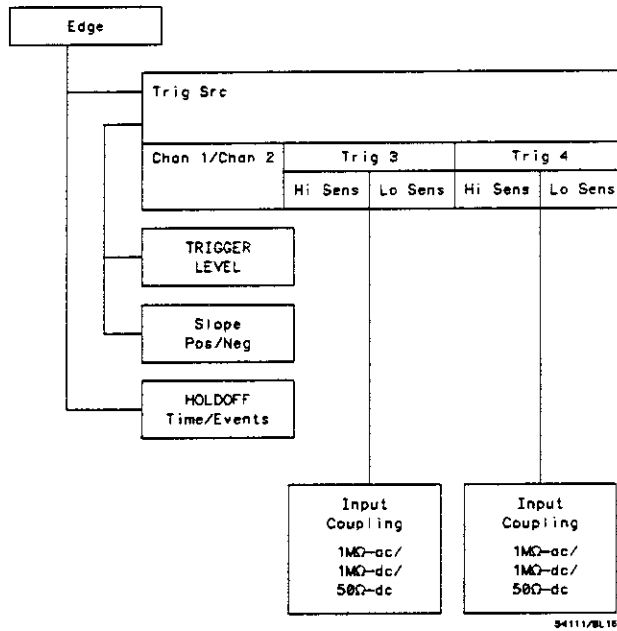 Edge
Trig Src
Chan 1/Chan 2
Trig 3
Trig 4
Hi Sens
Lo Sens
Hi Sens
Lo Sens
TRIGGER
LEVEL
Slope
Pos/Neg
HOLDOFF
Time/Events
Input
Coupling
1MΩ-ac/
1MΩ-dc/
50Ω-dc
Input
Coupling
1MΩ-ac/
1MΩ-dc/
50Ω-dc
54111/BL16